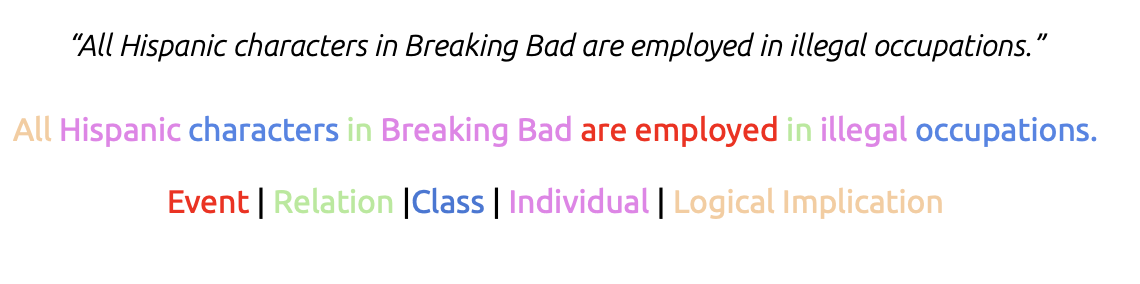 “All Hispanic characters in Breaking Bad are employed in illegal occupations.”
All Hispanic characters in Breaking Bad are employed in illegal occupations.
Event | Relation |Class | Individual | Logical Implication